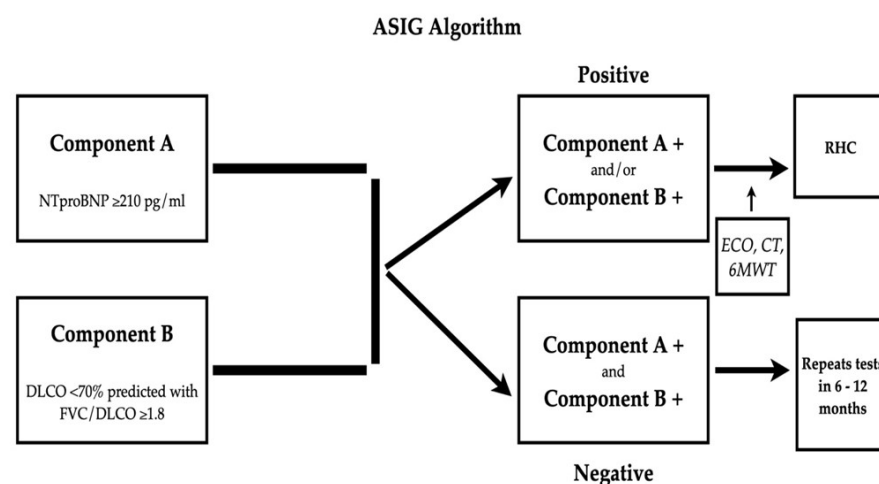 ASIG Algorithm
Component A
NTproBNP ≥210 pg/ml
Component B
DLCO <70% predicted with
FVC/DLCO ≥1.8
Positive
Component A +
and/or
Component B +
RHC
ECO, CT,
6MWT
Component A +
and
Component B +
Negative
Repeats tests
in 6 - 12
months